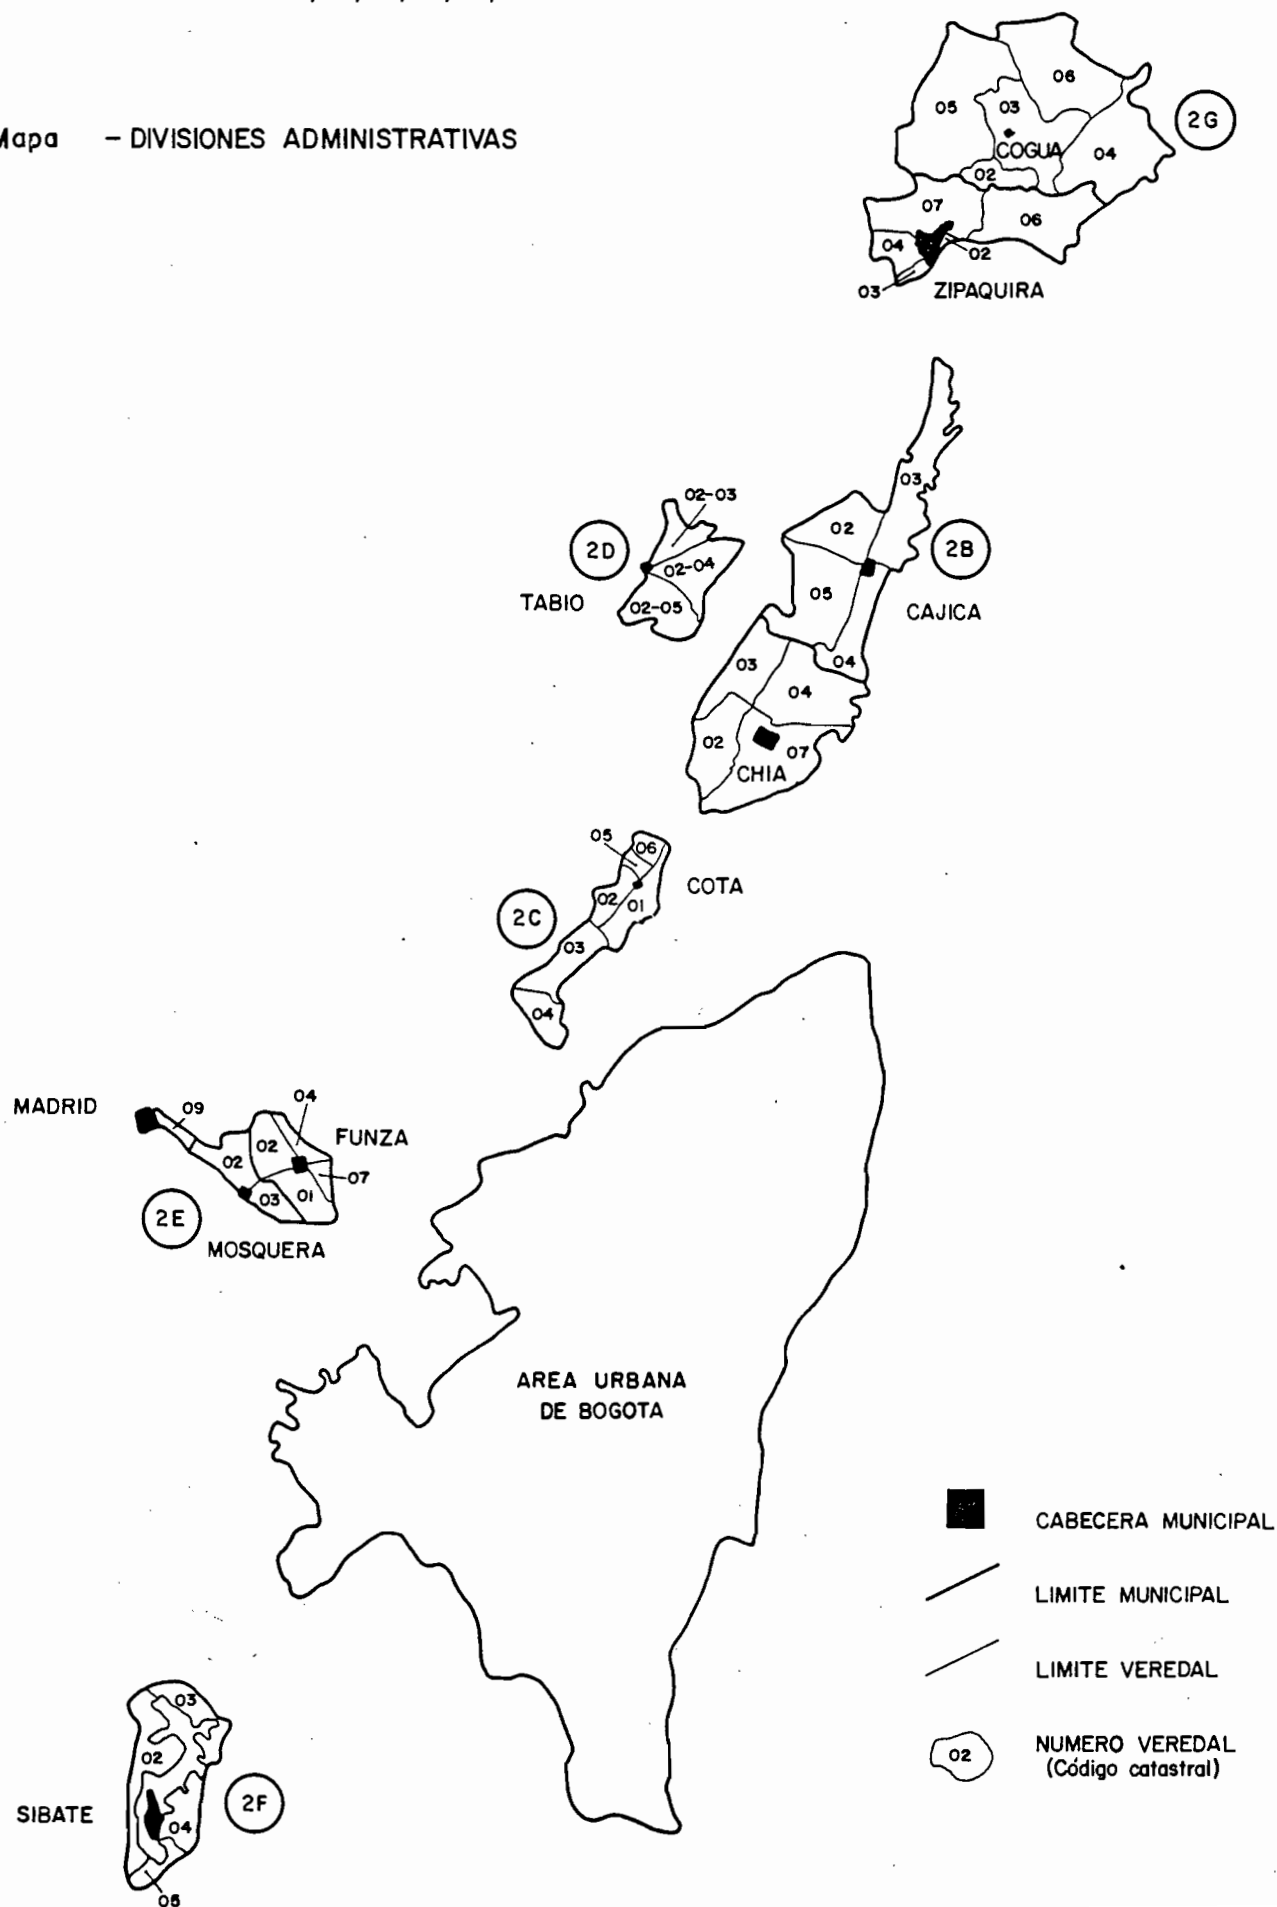 Mapa - DIVISIONES ADMINISTRATIVAS
06
05
03
2G
COGUA
04
02
07
06
04
02
03
ZIPAQUIRA
03
02-03
02
2D
2B
02-04
05
TABIO
02-05
CAJICA
03
04
04
02
07
CHIA
05
06
COTA
02
01
2C
03
04
MADRID
09
04
FUNZA
02
02
07
03
01
2E
MOSQUERA
AREA URBANA
DE BOGOTA
CABECERA MUNICIPAL
LIMITE MUNICIPAL
LIMITE VEREDAL
02
NUMERO VEREDAL
(Código catastral)
03
02
2F
SIBATE
04
05